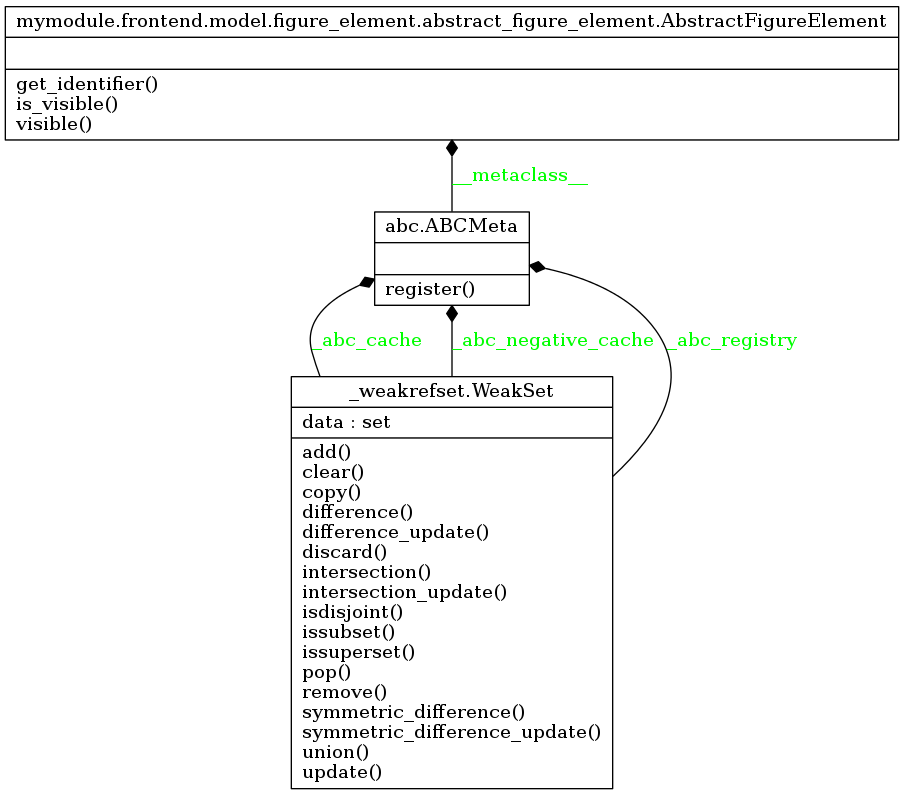 mymodule.frontend.model.figure_element.abstract_figure_element.AbstractFigureElement
get_identifier()
is_visible()
visible()
__metaclass__
abc.ABCMeta
register()
_abc_cache
_abc_negative_cache
_abc_registry
_weakrefset.WeakSet
data : set
add()
clear()
copy()
difference()
difference_update()
discard()
intersection()
intersection_update()
isdisjoint()
issubset()
issuperset()
pop()
remove()
symmetric_difference()
symmetric_difference_update()
union()
update()